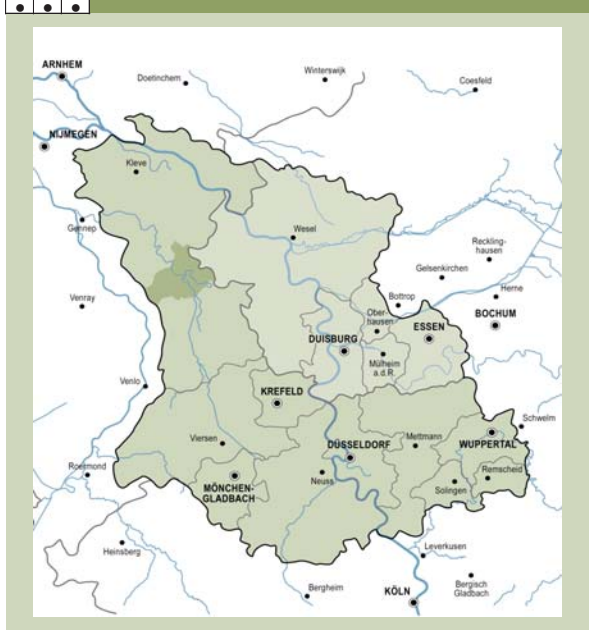 ARNHEM
Doetinchem
Winterswijk
Coesfeld
NIJMEGEN
Kleve
Gennep
Wesel
Reckling-
hausen
Gelsenkirchen
Venray
Bottrop
Herne
Ober-
hausen
ESSEN
BOCHUM
DUISBURG
Mülheim
a.d.R.
Venlo
KREFELD
Schwelm
Viersen
DÜSSELDORF
Mettmann
WUPPERTAL
Roermond
MÖNCHEN-
GLADBACH
Neuss
Remscheid
Solingen
Heinsberg
Leverkusen
Bergheim
KÖLN
Bergisch
Gladbach